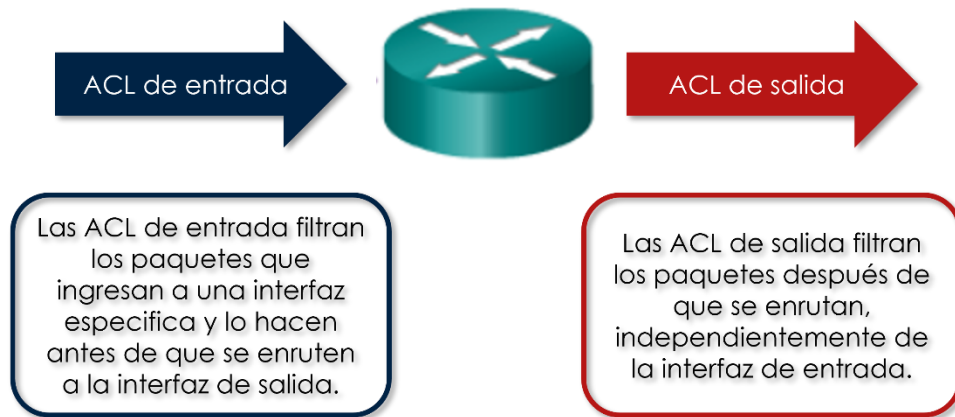 ACL de entrada
ACL de salida
Las ACL de entrada filtran
los paquetes que
ingresan a una interfaz
especifica y lo hacen
antes de que se enruten
a la interfaz de salida.
Las ACL de salida filtran
los paquetes después de
que se enrutan,
independientemente de
la interfaz de entrada.